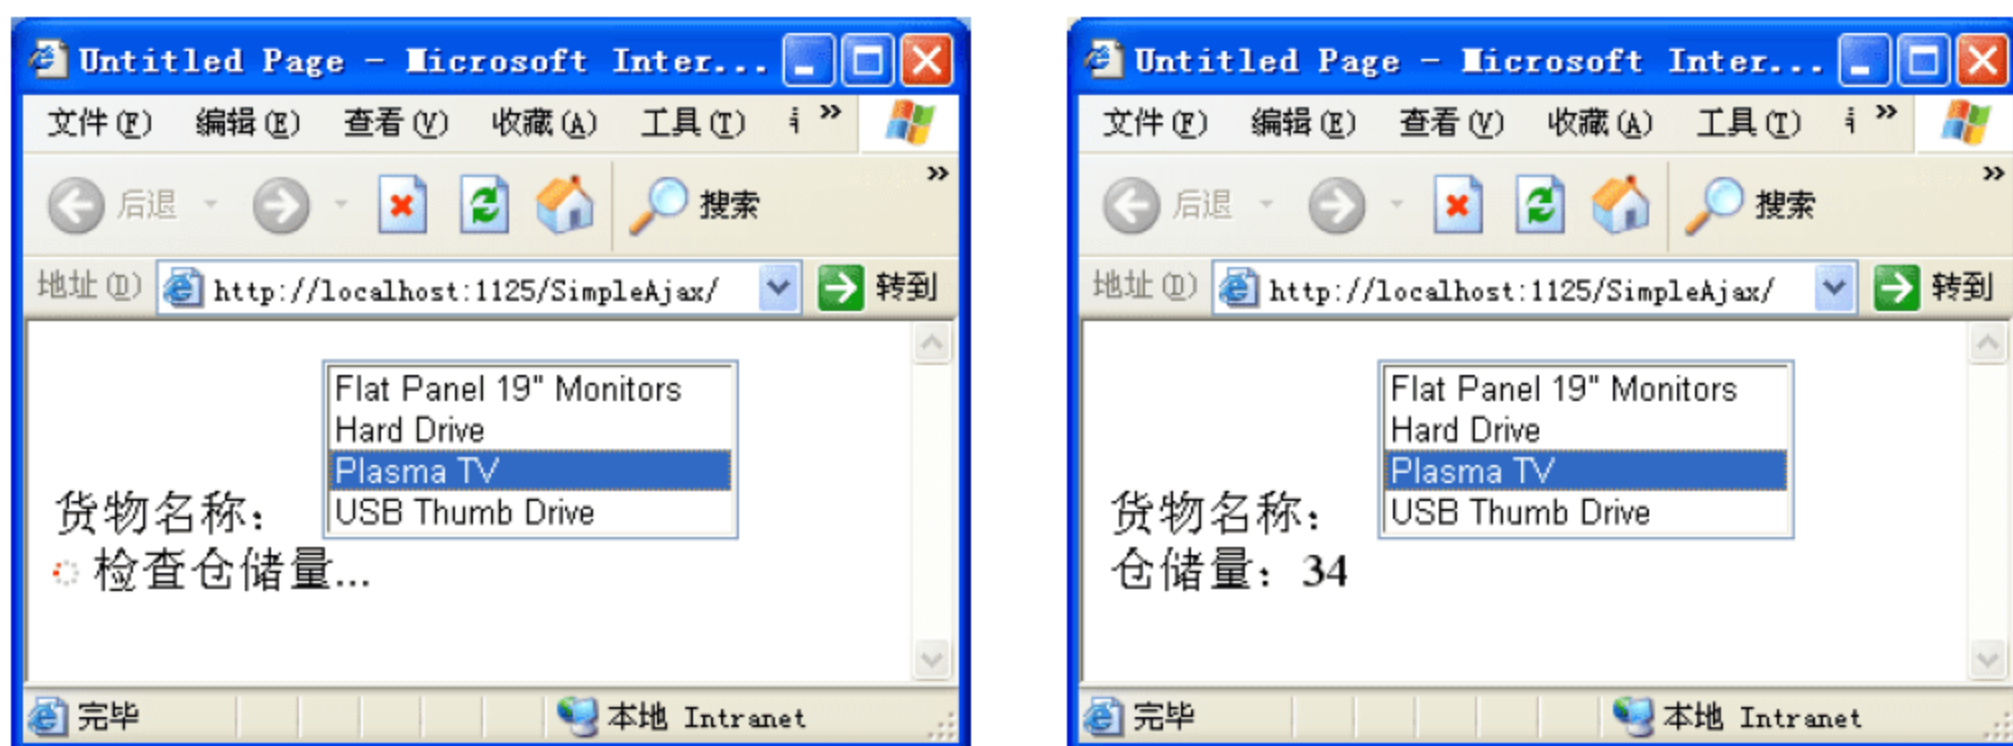 Untitled Page - Microsoft Inter...
文件(F) 编辑(E) 查看(V) 收藏(A) 工具(T) »
后退 搜索 »
地址(D) http://localhost:1125/SimpleAjax/ 转到
Flat Panel 19" Monitors
Hard Drive
Plasma TV
USB Thumb Drive
货物名称：
检查仓储量...
完毕 本地 Intranet
Untitled Page - Microsoft Inter...
文件(F) 编辑(E) 查看(V) 收藏(A) 工具(T) »
后退 搜索 »
地址(D) http://localhost:1125/SimpleAjax/ 转到
Flat Panel 19" Monitors
Hard Drive
Plasma TV
USB Thumb Drive
货物名称：
仓储量：34
完毕 本地 Intranet